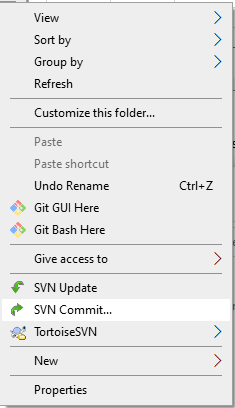 View
Sort by
Group by
Refresh
Customize this folder...
Paste
Paste shortcut
Undo Rename Ctrl+Z
Git GUI Here
Git Bash Here
Give access to
SVN Update
SVN Commit...
TortoiseSVN
New
Properties